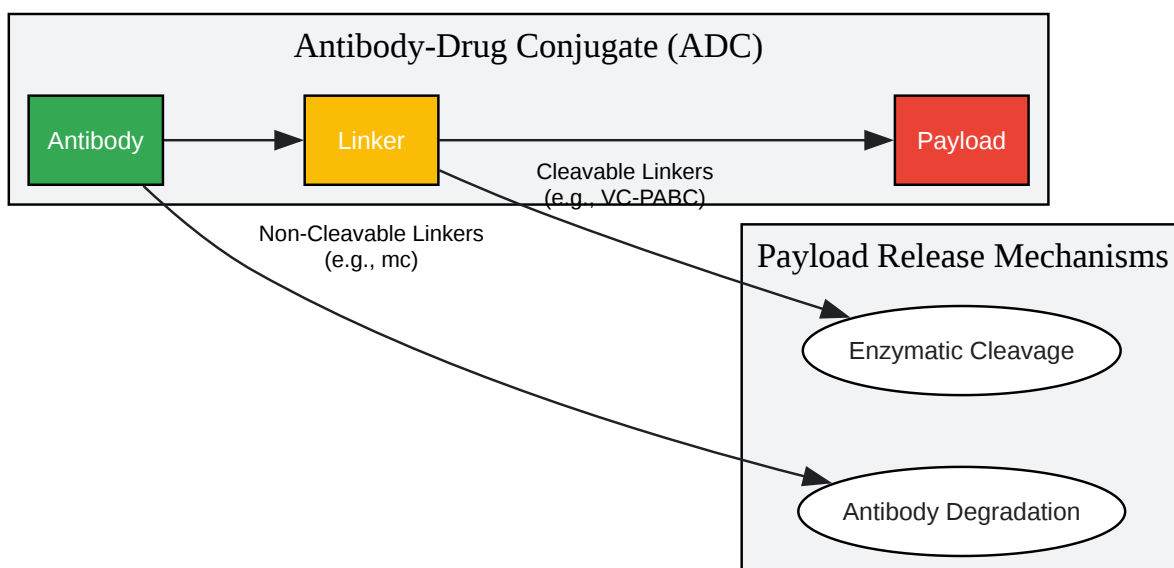 Antibody-Drug Conjugate (ADC)
Antibody
Linker
Payload
Cleavable Linkers
(e.g., VC-PABC)
Non-Cleavable Linkers
(e.g., mc)
Payload Release Mechanisms
Enzymatic Cleavage
Antibody Degradation